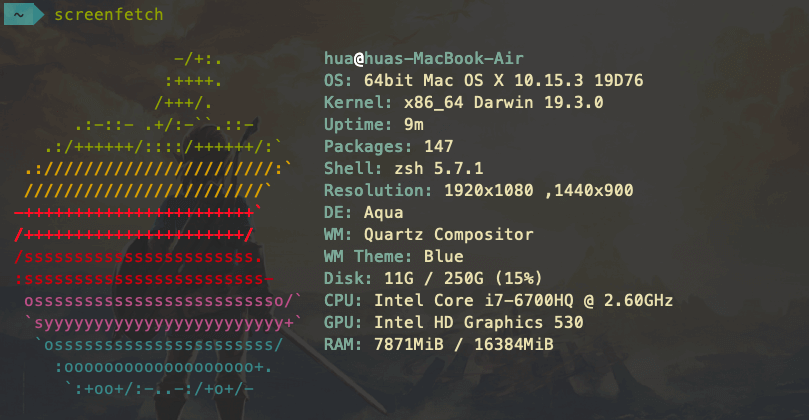 ~ screenfetch
-/+:.
:++++.
/+++/.
.:-::- .+/:-``.::-
.:/++++++/::::/++++++/:`
.:///////////////////////:`
////////////////////////`
-+++++++++++++++++++++++`
/++++++++++++++++++++++/
/sssssssssssssssssssssss.
:ssssssssssssssssssssssss-
osssssssssssssssssssssssso/`
`syyyyyyyyyyyyyyyyyyyyyyyy+`
`ossssssssssssssssssssss/
:ooooooooooooooooooo+.
`:+oo+/:-..-:/+o+/-
hua@huas-MacBook-Air
OS: 64bit Mac OS X 10.15.3 19D76
Kernel: x86_64 Darwin 19.3.0
Uptime: 9m
Packages: 147
Shell: zsh 5.7.1
Resolution: 1920x1080 ,1440x900
DE: Aqua
WM: Quartz Compositor
WM Theme: Blue
Disk: 11G / 250G (15%)
CPU: Intel Core i7-6700HQ @ 2.60GHz
GPU: Intel HD Graphics 530
RAM: 7871MiB / 16384MiB